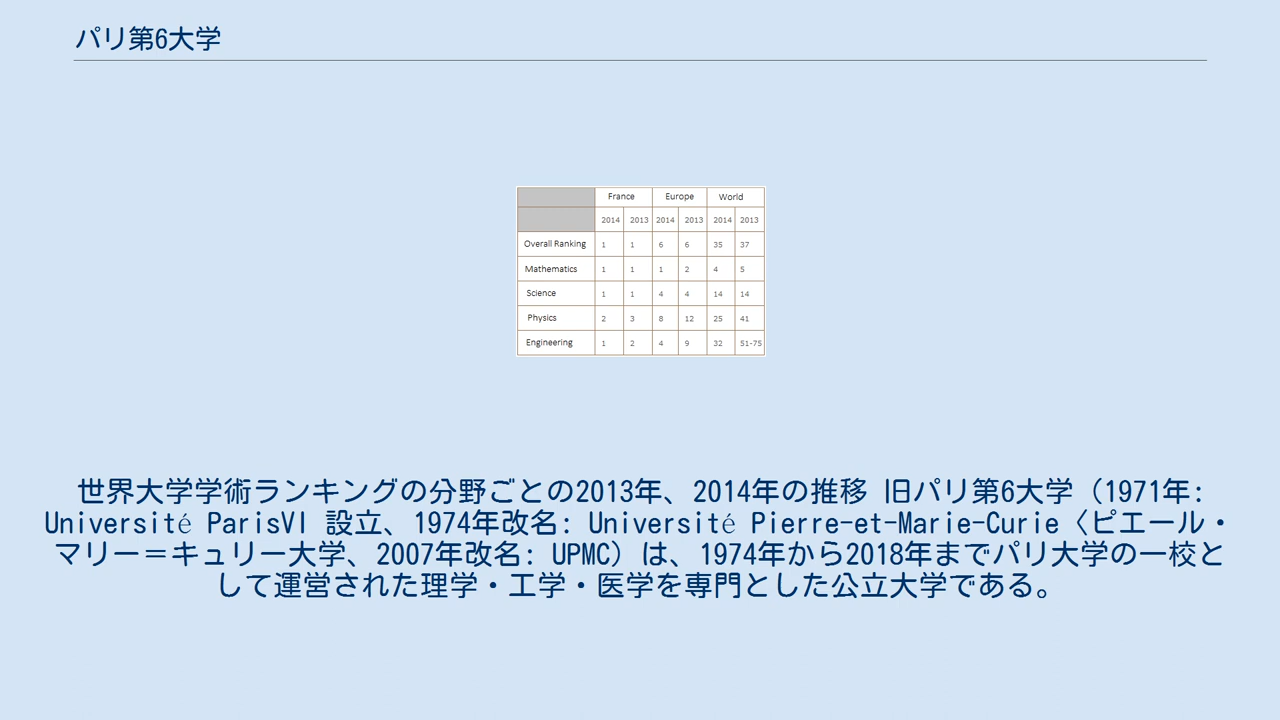 パリ第6大学
France Europe World
2014 2013 2014 2013 2014 2013
Overall Ranking 1 1 6 6 35 37
Mathematics 1 1 1 2 4 5
Science 1 1 4 4 14 14
Physics 2 3 8 12 25 41
Engineering 1 2 4 9 32 51-75
世界大学学術ランキングの分野ごとの2013年、2014年の推移 旧パリ第6大学（1971年:
Université ParisVI 設立、1974年改名: Université Pierre-et-Marie-Curie〈ピエール・
マリー＝キュリー大学、2007年改名: UPMC）は、1974年から2018年までパリ大学の一校と
して運営された理学・工学・医学を専門とした公立大学である。